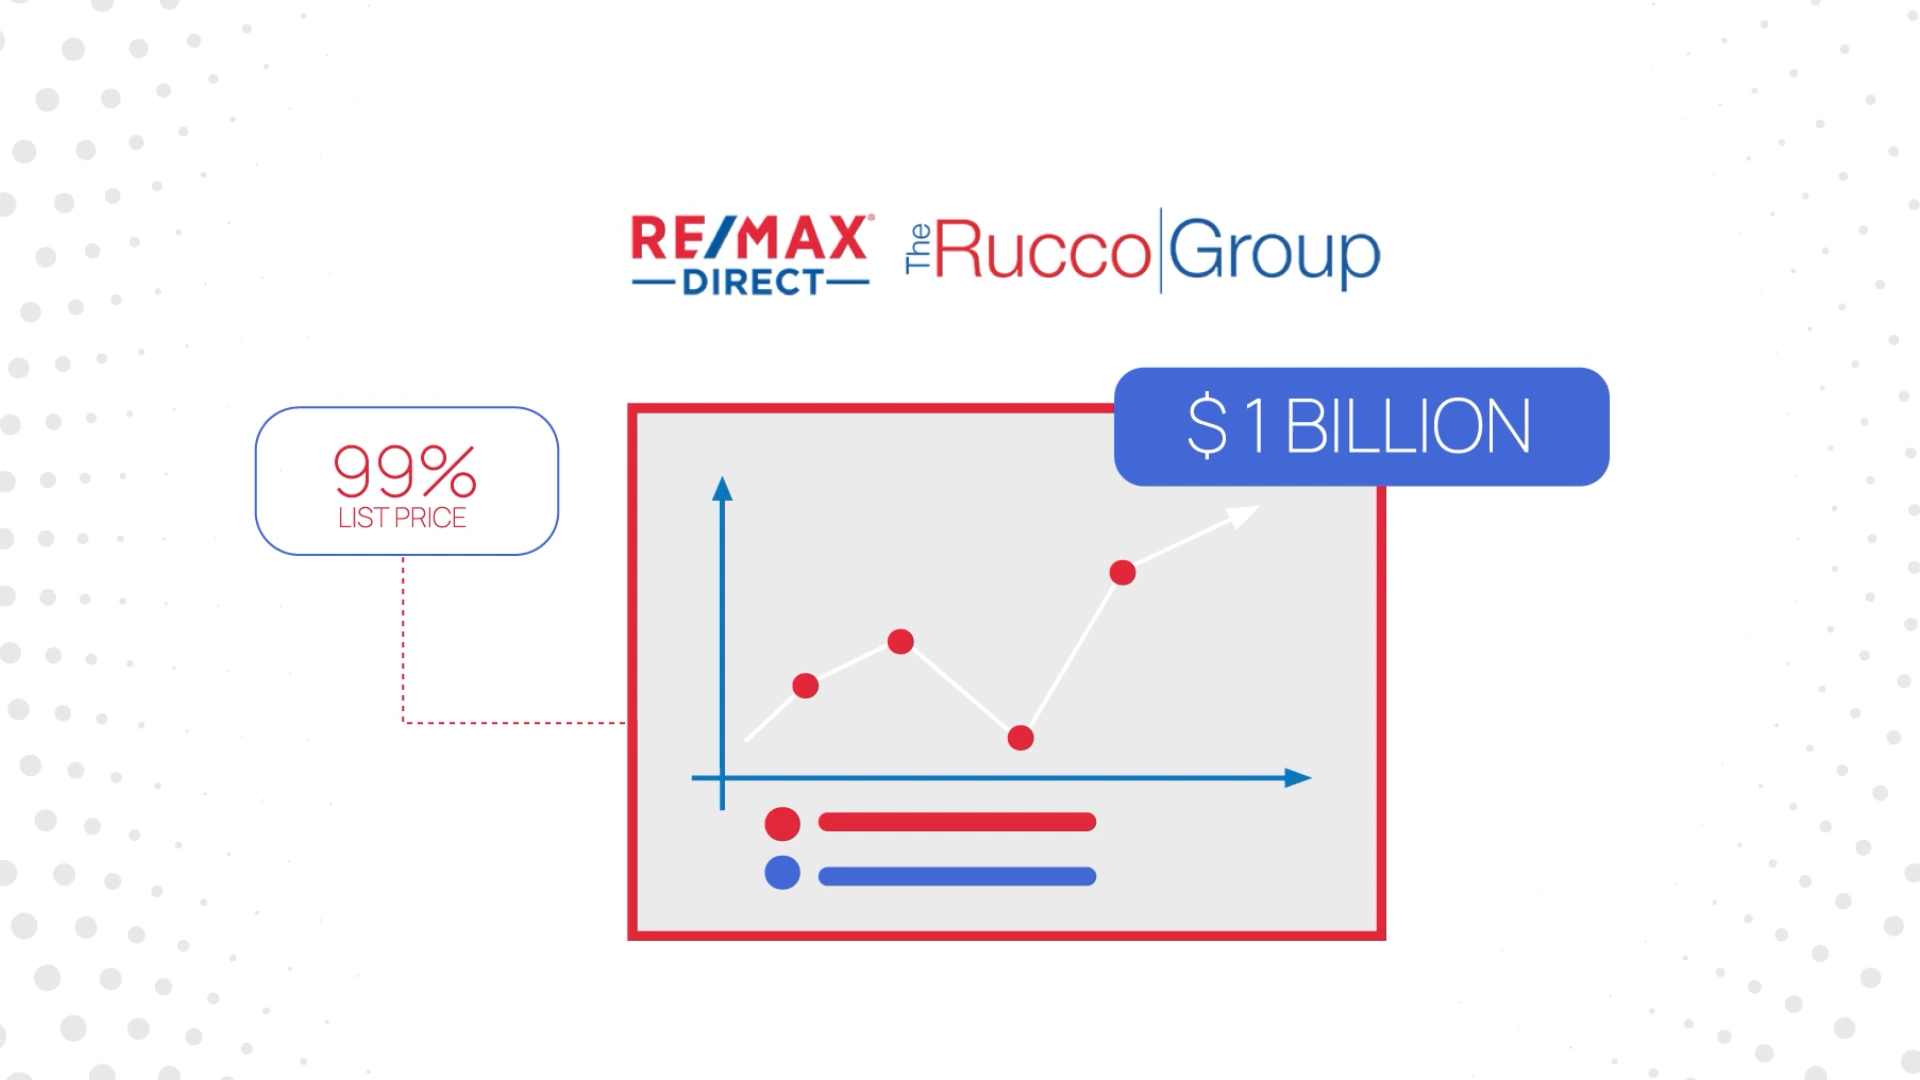 RE/MAX®
DIRECT
The Rucco|Group
$ 1 BILLION
99%
LIST PRICE